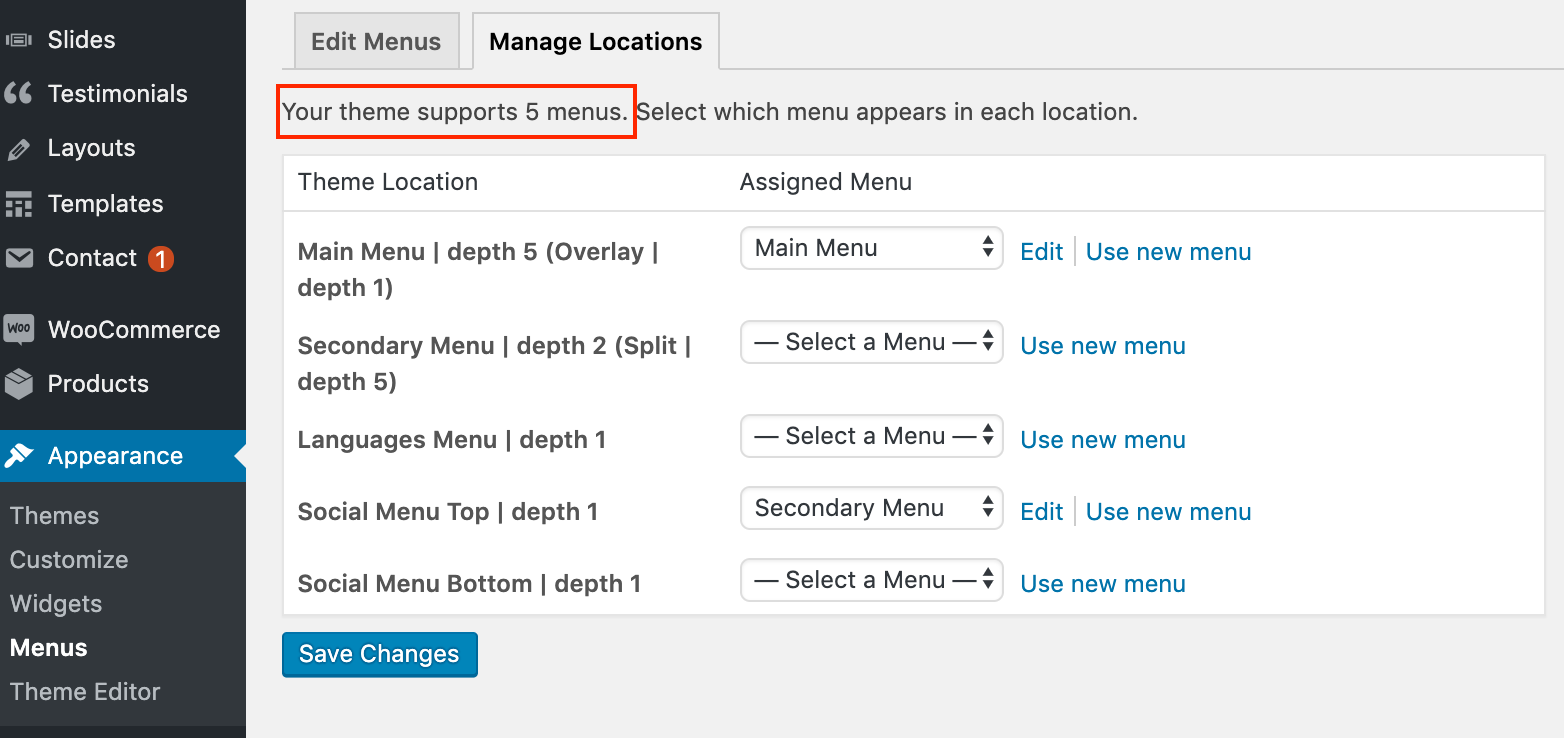 Slides
Testimonials
Layouts
Templates
Contact 1
Woo WooCommerce
Products
Appearance
Themes
Customize
Widgets
Menus
Theme Editor
Edit Menus Manage Locations
Your theme supports 5 menus. Select which menu appears in each location.
Theme Location Assigned Menu
Main Menu | depth 5 (Overlay | Main Menu Edit | Use new menu
depth 1)
Secondary Menu | depth 2 (Split | — Select a Menu — Use new menu
depth 5)
Languages Menu | depth 1 — Select a Menu — Use new menu
Social Menu Top | depth 1 Secondary Menu Edit | Use new menu
Social Menu Bottom | depth 1 — Select a Menu — Use new menu
Save Changes